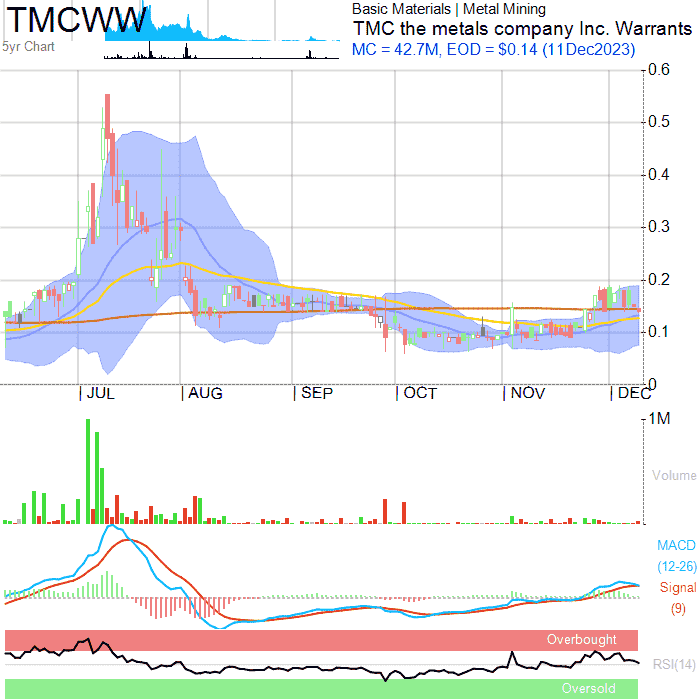 TMCWW
5yr Chart
Basic Materials | Metal Mining
TMC the metals company Inc. Warrants
MC = 42.7M, EOD = $0.14 (11Dec2023)
0.6
0.5
0.4
0.3
0.2
0.1
0
JUL AUG SEP OCT NOV DEC
1M
Volume
MACD
(12-26)
Signal
(9)
Overbought
RSI(14)
Oversold